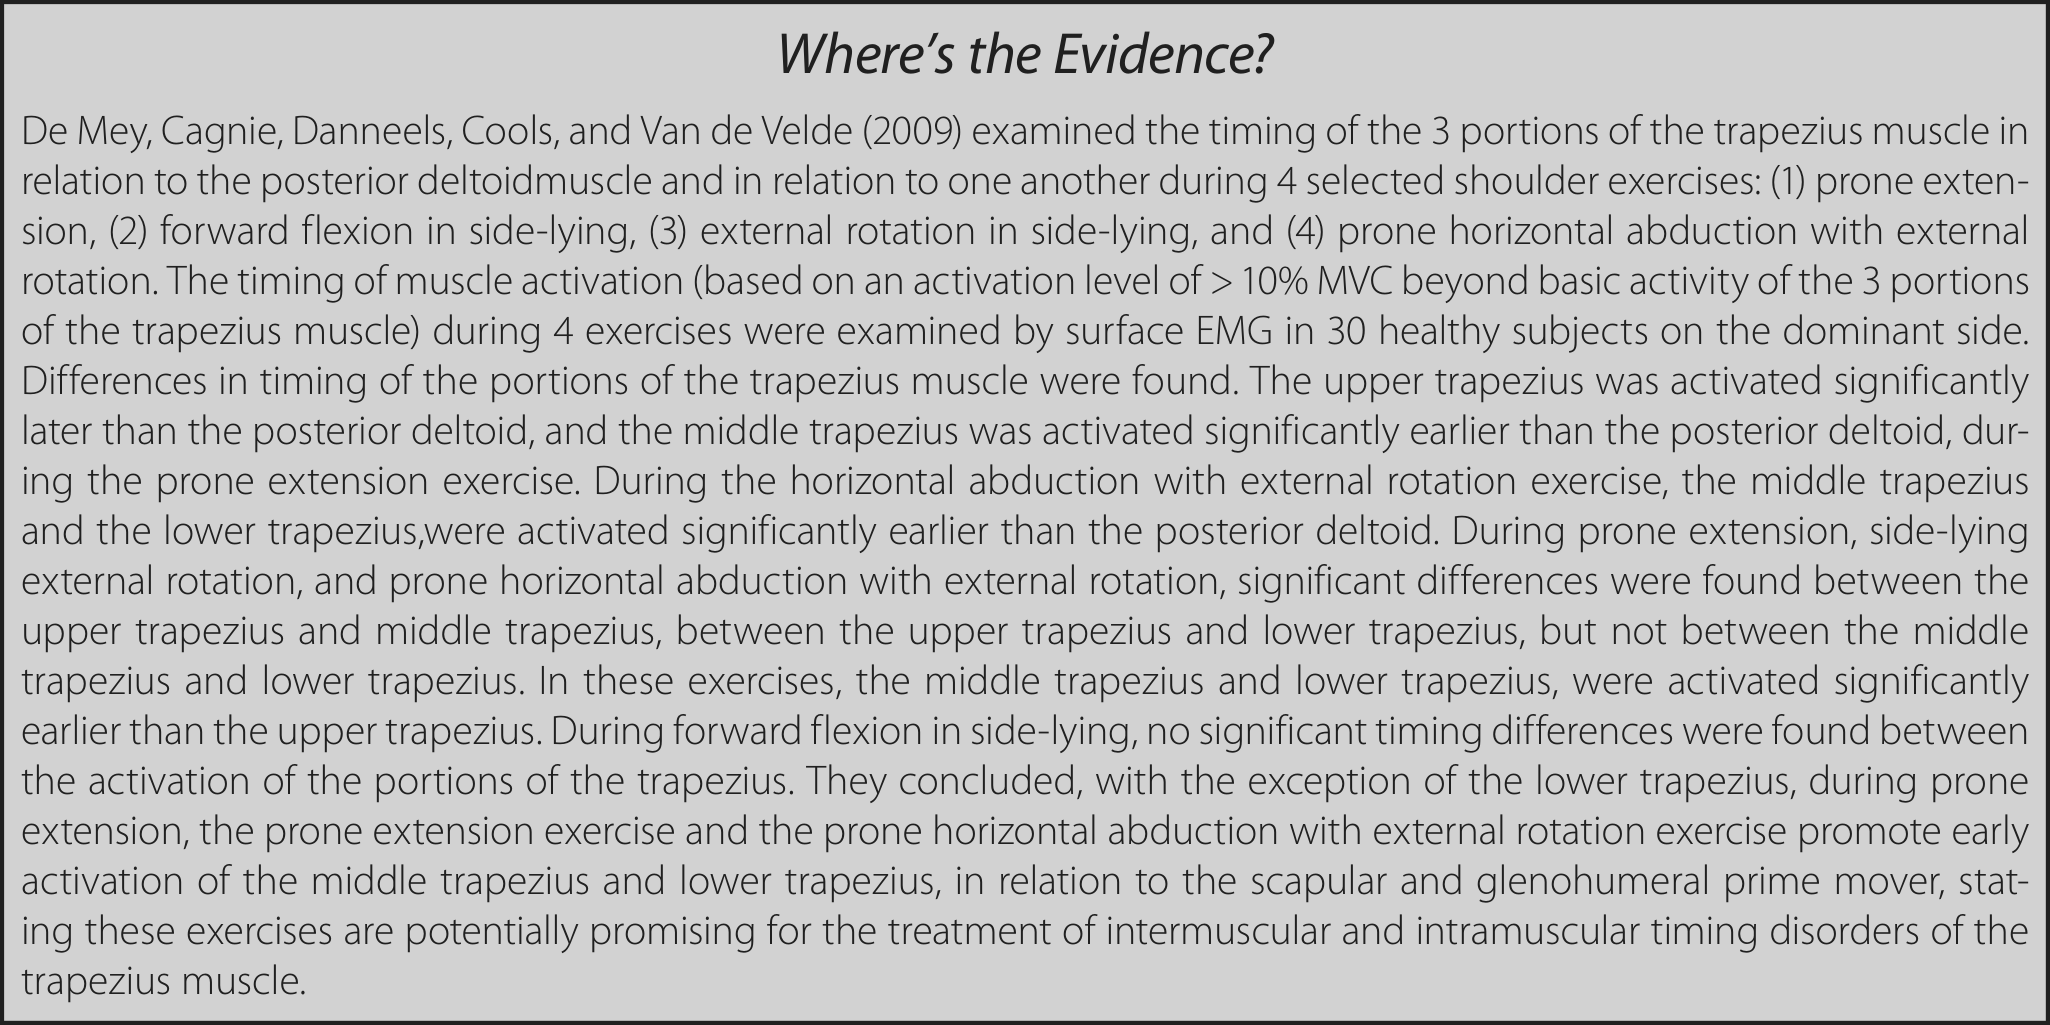 Where's the Evidence?
De Mey, Cagnie, Danneels, Cools, and Van de Velde (2009) examined the timing of the 3 portions of the trapezius muscle in
relation to the posterior deltoidmuscle and in relation to one another during 4 selected shoulder exercises: (1) prone exten-
sion, (2) forward flexion in side-lying, (3) external rotation in side-lying, and (4) prone horizontal abduction with external
rotation. The timing of muscle activation (based on an activation level of > 10% MVC beyond basic activity of the 3 portions
of the trapezius muscle) during 4 exercises were examined by surface EMG in 30 healthy subjects on the dominant side.
Differences in timing of the portions of the trapezius muscle were found. The upper trapezius was activated significantly
later than the posterior deltoid, and the middle trapezius was activated significantly earlier than the posterior deltoid, dur-
ing the prone extension exercise. During the horizontal abduction with external rotation exercise, the middle trapezius
and the lower trapezius,were activated significantly earlier than the posterior deltoid. During prone extension, side-lying
external rotation, and prone horizontal abduction with external rotation, significant differences were found between the
upper trapezius and middle trapezius, between the upper trapezius and lower trapezius, but not between the middle
trapezius and lower trapezius. In these exercises, the middle trapezius and lower trapezius, were activated significantly
earlier than the upper trapezius. During forward flexion in side-lying, no significant timing differences were found between
the activation of the portions of the trapezius. They concluded, with the exception of the lower trapezius, during prone
extension, the prone extension exercise and the prone horizontal abduction with external rotation exercise promote early
activation of the middle trapezius and lower trapezius, in relation to the scapular and glenohumeral prime mover, stat-
ing these exercises are potentially promising for the treatment of intermuscular and intramuscular timing disorders of the
trapezius muscle.